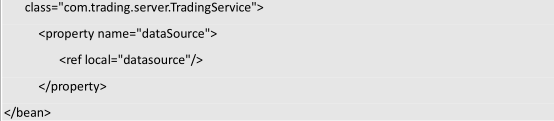 class="com.trading.server.TradingService">
<property name="dataSource">
<ref local="datasource"/>
</property>
</bean>